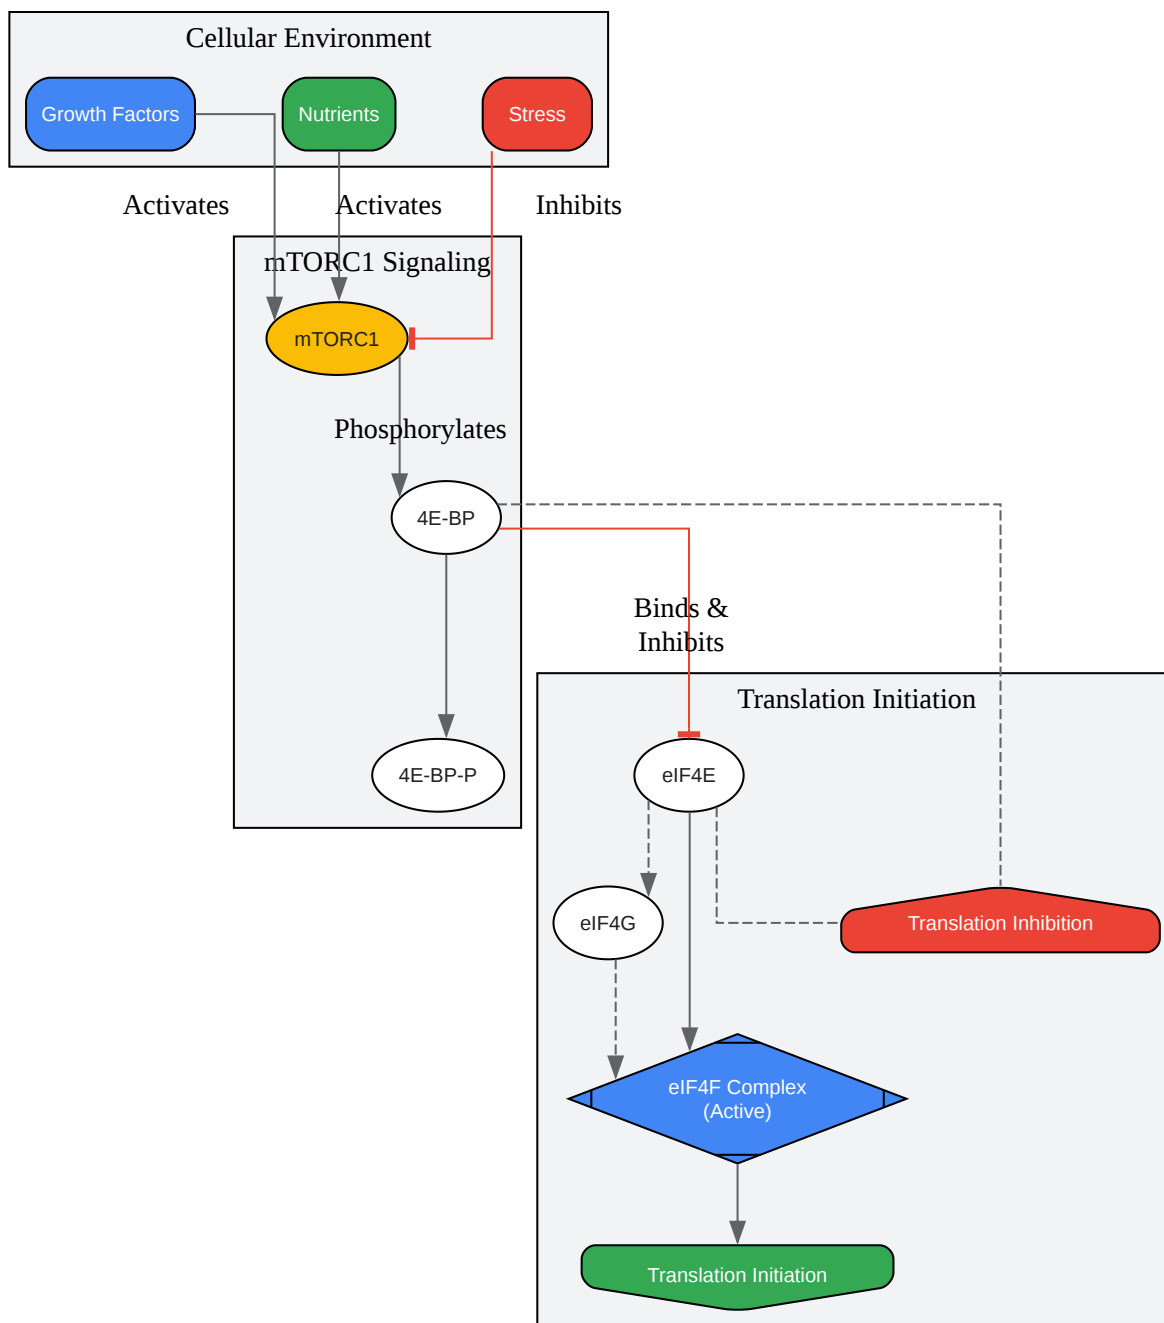 Cellular Environment
Growth Factors
Nutrients
Stress
Activates
Activates
Inhibits
mTORC1 Signaling
mTORC1
Phosphorylates
4E-BP
Binds &
Inhibits
Translation Initiation
4E-BP-P
eIF4E
eIF4G
Translation Inhibition
eIF4F Complex
(Active)
Translation Initiation